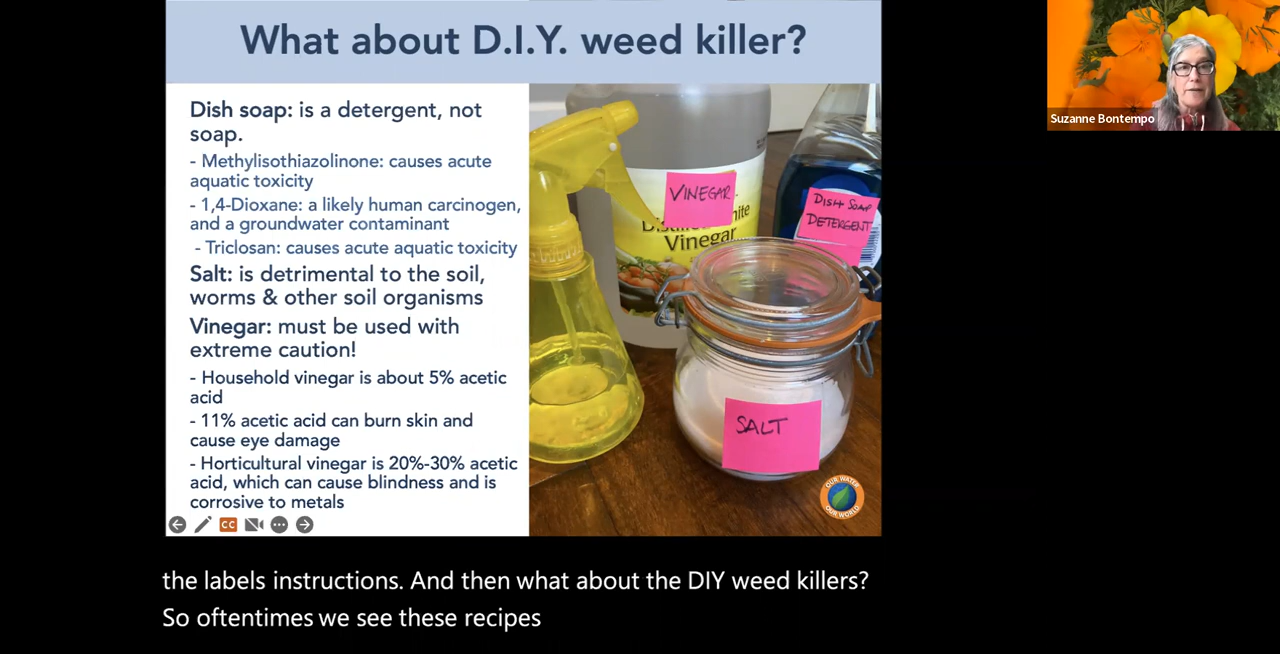 What about D.I.Y. weed killer?
Suzanne Bontempo
Dish soap: is a detergent, not
soap.
- Methylisothiazolinone: causes acute
aquatic toxicity
- 1,4-Dioxane: a likely human carcinogen,
and a groundwater contaminant
- Triclosan: causes acute aquatic toxicity
Salt: is detrimental to the soil,
worms & other soil organisms
Vinegar: must be used with
extreme caution!
- Household vinegar is about 5% acetic
acid
- 11% acetic acid can burn skin and
cause eye damage
- Horticultural vinegar is 20%-30% acetic
acid, which can cause blindness and is
corrosive to metals
VINEGAR
Vinegar
DISH SOAP
DETERGENT
SALT
OUR WATER
OUR WORLD
CC
the labels instructions. And then what about the DIY weed killers?
So oftentimes we see these recipes